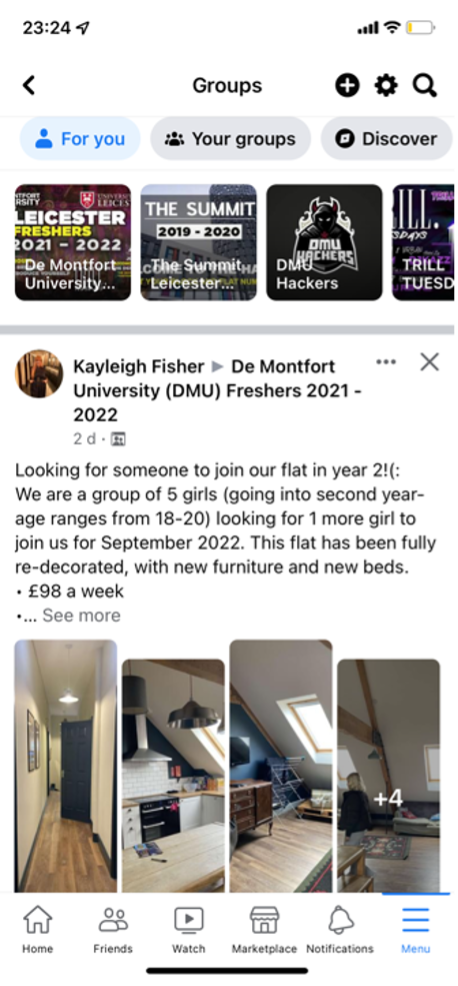 23:24
Groups
For you
Your groups
Discover
LEICESTER
FRESHERS
2021 - 2022
De Montfort
University...
THE SUMMIT
2019 - 2020
The Summit
Leicester...
DMU
HACKERS
DMU
Hackers
TRILL
TUESD
Kayleigh Fisher ▶ De Montfort
University (DMU) Freshers 2021 -
2022
2 d ·
Looking for someone to join our flat in year 2!(:
We are a group of 5 girls (going into second year-
age ranges from 18-20) looking for 1 more girl to
join us for September 2022. This flat has been fully
re-decorated, with new furniture and new beds.
• £98 a week
•... See more
+4
Home
Friends
Watch
Marketplace
Notifications
Menu